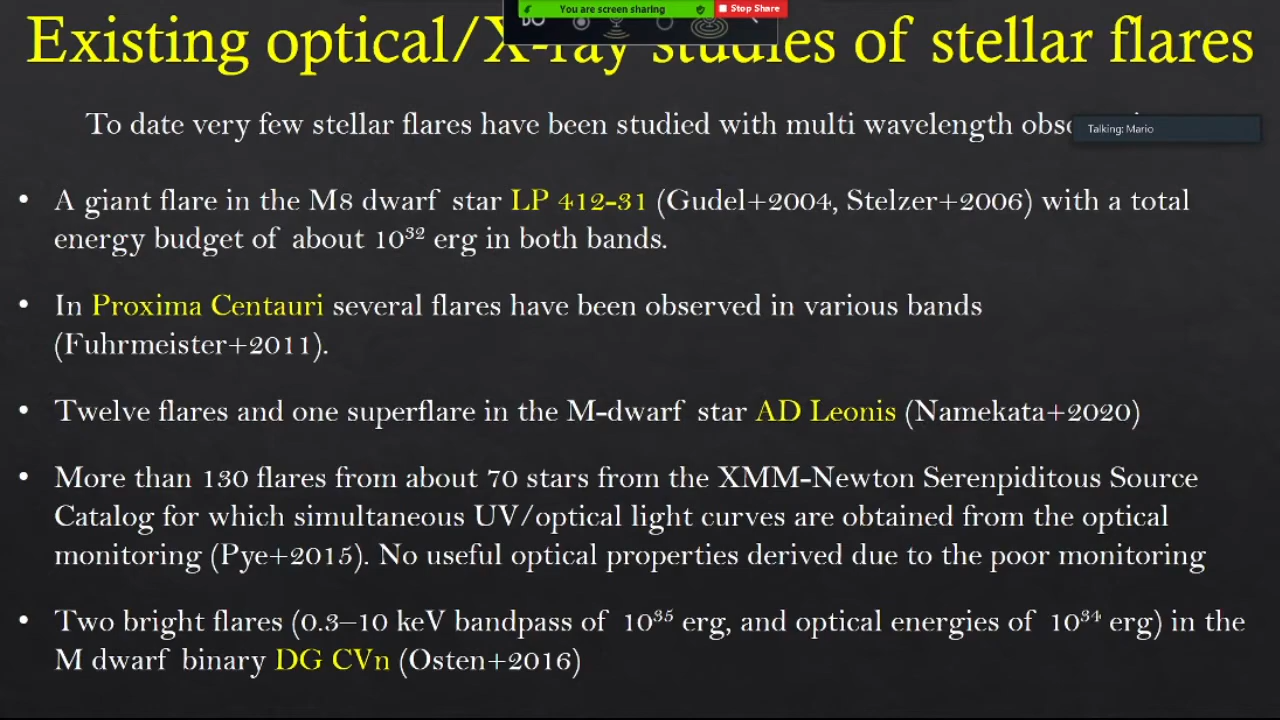 You are screen sharing
Stop Share
Existing optical/X-ray studies of stellar flares
To date very few stellar flares have been studied with multi wavelength
Talking: Mario
• A giant flare in the M8 dwarf star LP 412-31 (Gudel+2004, Stelzer+2006) with a total
energy budget of about 10³² erg in both bands.
• In Proxima Centauri several flares have been observed in various bands
(Fuhrmeister+2011).
• Twelve flares and one superflare in the M-dwarf star AD Leonis (Namekata+2020)
• More than 130 flares from about 70 stars from the XMM-Newton Serenpiditous Source
Catalog for which simultaneous UV/optical light curves are obtained from the optical
monitoring (Pye+2015). No useful optical properties derived due to the poor monitoring
• Two bright flares (0.3–10 keV bandpass of 10³⁵ erg, and optical energies of 10³⁴ erg) in the
M dwarf binary DG CVn (Osten+2016)